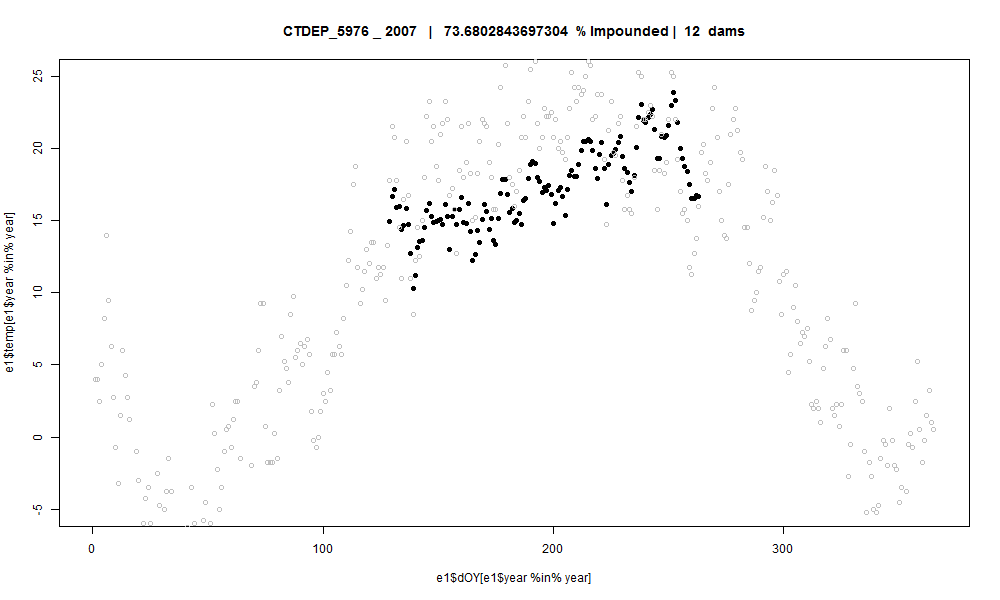 CTDEP_5976 _ 2007 | 73.6802843697304 % Impounded | 12 dams
e1$temp[e1$year %in% year]
25
20
15
10
5
0
-5
0 100 200 300
e1$dOY[e1$year %in% year]